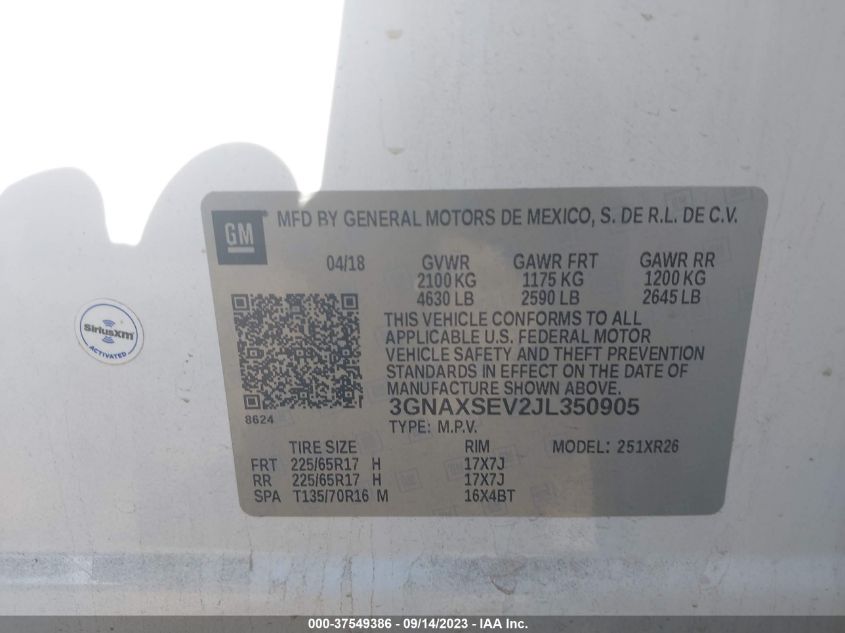 GM
MFD BY GENERAL MOTORS DE MEXICO, S. DE R.L. DE C.V.
04/18 GVWR GAWR FRT GAWR RR
2100 KG 1175 KG 1200 KG
4630 LB 2590 LB 2645 LB
THIS VEHICLE CONFORMS TO ALL
APPLICABLE U.S. FEDERAL MOTOR
VEHICLE SAFETY AND THEFT PREVENTION
STANDARDS IN EFFECT ON THE DATE OF
MANUFACTURE SHOWN ABOVE.
3GNAXSEV2JL350905
8624
TYPE: M.P.V.
TIRE SIZE RIM MODEL: 251XR26
FRT 225/65R17 H 17X7J
RR 225/65R17 H 17X7J
SPA T135/70R16 M 16X4BT
SiriusXM
ACTIVATED
000-37549386 - 09/14/2023 - IAAI Inc.